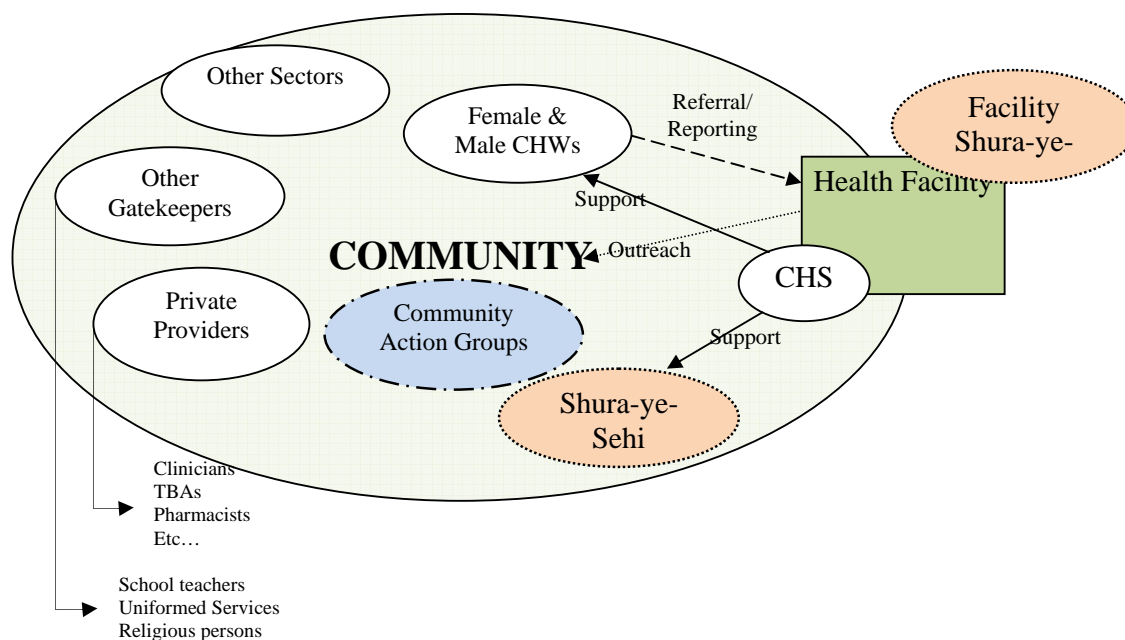 Other Sectors
Female &
Male CHWs
Referral/
Reporting
Facility
Shura-ye-
Health Facility
Other
Gatekeepers
Support
COMMUNITY
Outreach
CHS
Private
Providers
Community
Action Groups
Support
Shura-ye-
Sehi
Clinicians
TBAs
Pharmacists
Etc…
School teachers
Uniformed Services
Religious persons